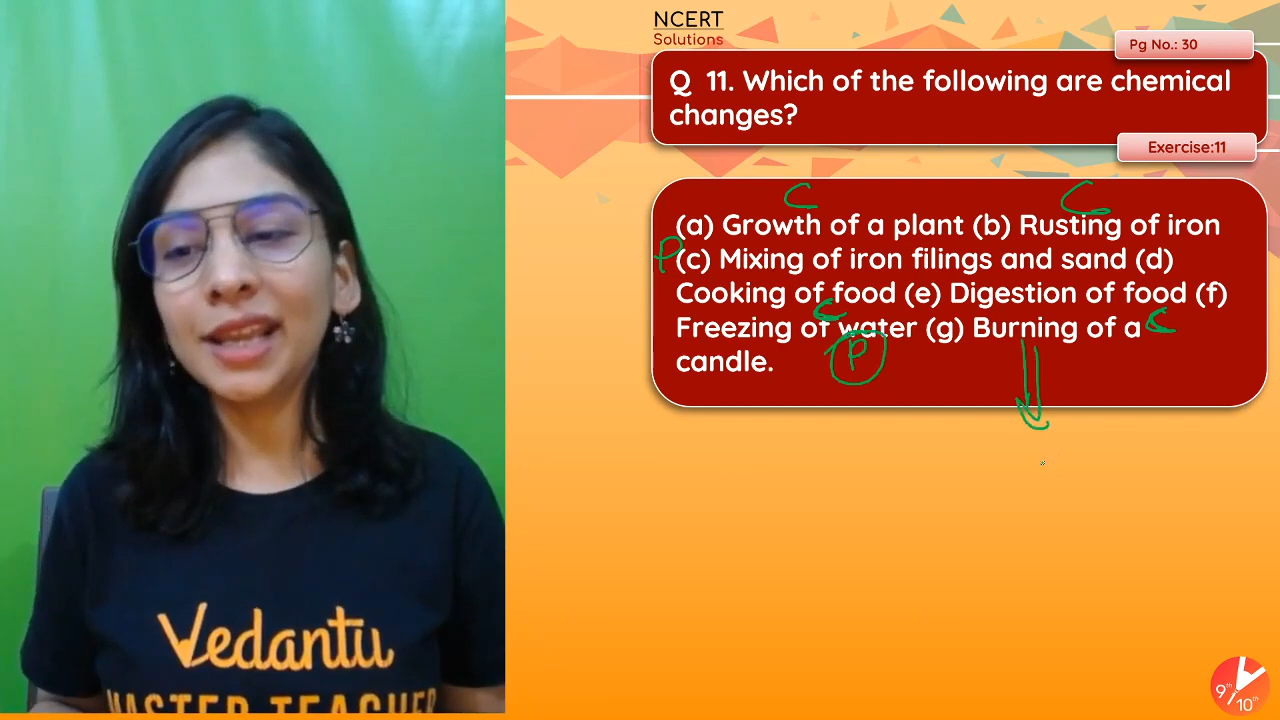 NCERT
Solutions
Pg No.: 30
Q 11. Which of the following are chemical
changes?
Exercise:11
C C
(a) Growth of a plant (b) Rusting of iron
P (c) Mixing of iron filings and sand (d)
Cooking of food (e) Digestion of food (f)
C
Freezing of water (g) Burning of a C
candle. P
Vedantu
MASTER TEACHER
9th 10th